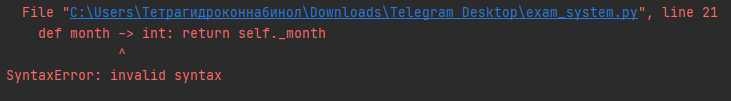 File "C:\Users\Тетрагидроконнабинол\Downloads\Telegram Desktop\exam_system.py", line 21
def month -> int: return self._month
^
SyntaxError: invalid syntax